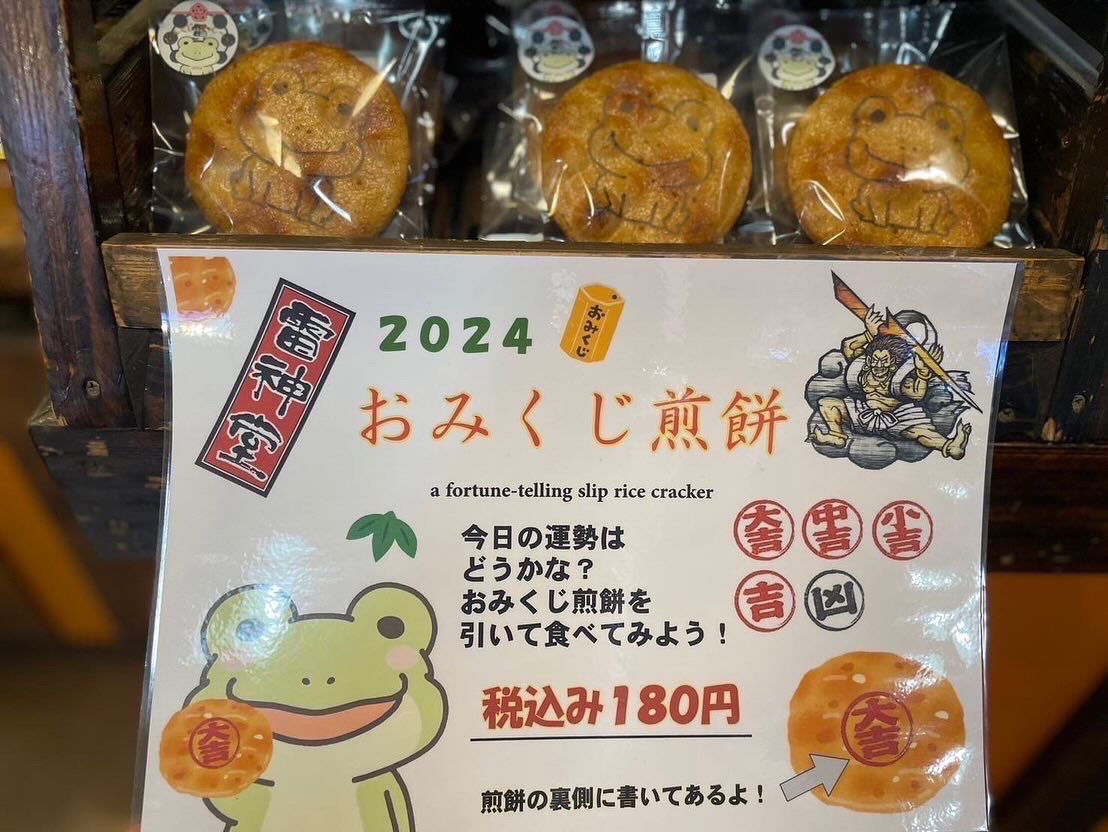 雷神堂
2024
おみくじ
おみくじ煎餅
a fortune-telling slip rice cracker
今日の運勢は
どうかな？
おみくじ煎餅を
引いて食べてみよう！
大吉 中吉 小吉
吉 凶
税込み180円
大吉
大吉
煎餅の裏側に書いてあるよ！